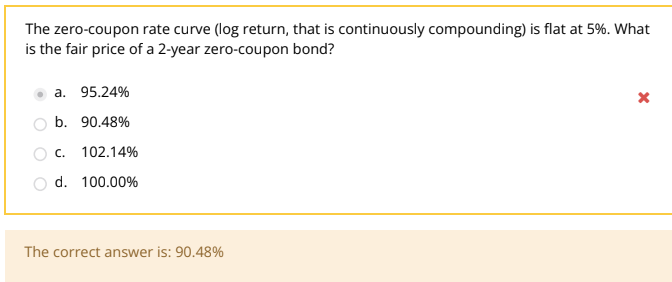 The zero-coupon rate curve (log return, that is continuously compounding) is flat at 5%. What
is the fair price of a 2-year zero-coupon bond?
a. 95.24%
b. 90.48%
c. 102.14%
d. 100.00%
The correct answer is: 90.48%